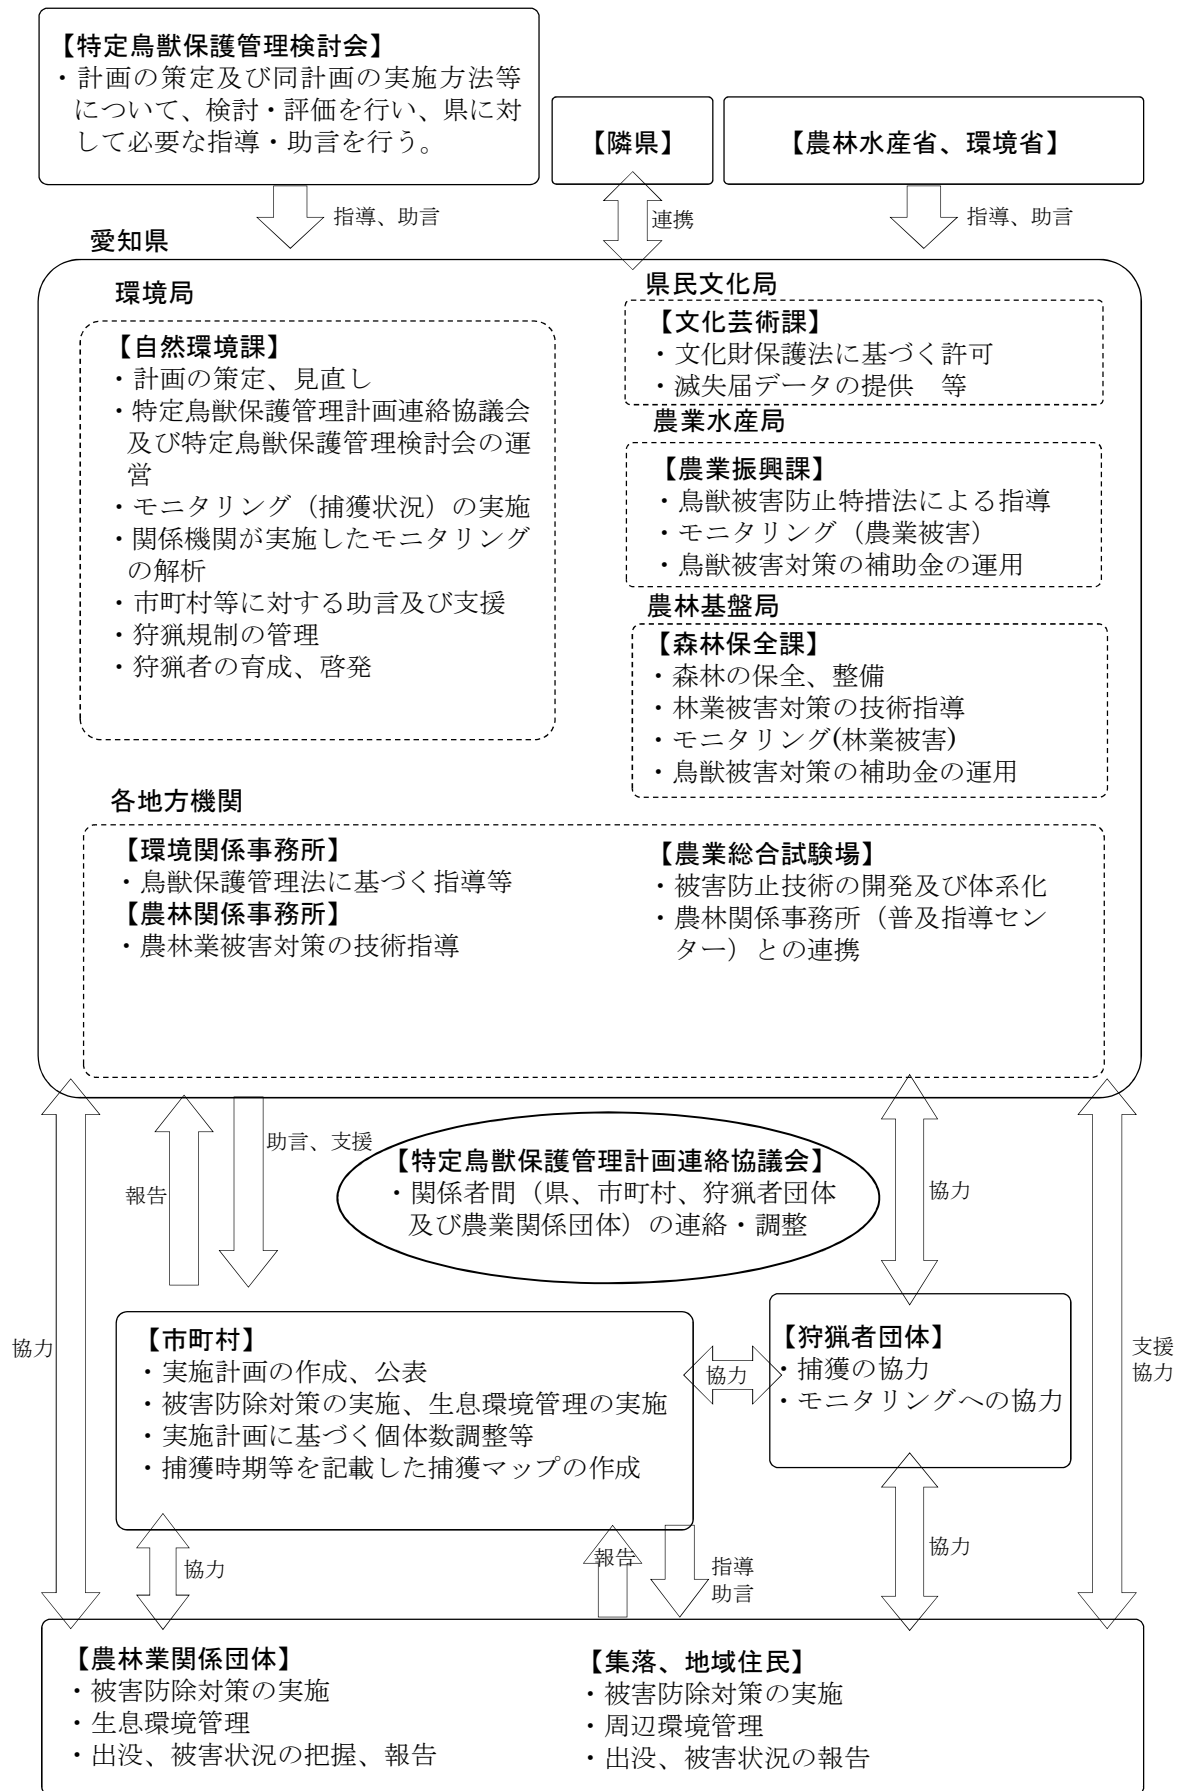 【特定鳥獣保護管理検討会】
・計画の策定及び同計画の実施方法等
について、検討・評価を行い、県に対
して必要な指導・助言を行う。
【隣県】
【農林水産省、環境省】
指導、助言
連携
指導、助言
愛知県
環境局
【自然環境課】
・計画の策定、見直し
・特定鳥獣保護管理計画連絡協議会
及び特定鳥獣保護管理検討会の運
営
・モニタリング（捕獲状況）の実施
・関係機関が実施したモニタリング
の解析
・市町村等に対する助言及び支援
・狩猟規制の管理
・狩猟者の育成、啓発
県民文化局
【文化芸術課】
・文化財保護法に基づく許可
・滅失届データの提供　等
農業水産局
【農業振興課】
・鳥獣被害防止特措法による指導
・モニタリング（農業被害）
・鳥獣被害対策の補助金の運用
農林基盤局
【森林保全課】
・森林の保全、整備
・林業被害対策の技術指導
・モニタリング(林業被害)
・鳥獣被害対策の補助金の運用
各地方機関
【環境関係事務所】
・鳥獣保護管理法に基づく指導等
【農林関係事務所】
・農林業被害対策の技術指導
【農業総合試験場】
・被害防止技術の開発及び体系化
・農林関係事務所（普及指導セン
ター）との連携
報告
助言、支援
【特定鳥獣保護管理計画連絡協議会】
・関係者間（県、市町村、狩猟者団体
及び農業関係団体）の連絡・調整
協力
協力
【市町村】
・実施計画の作成、公表
・被害防除対策の実施、生息環境管理の実施
・実施計画に基づく個体数調整等
・捕獲時期等を記載した捕獲マップの作成
協力
【狩猟者団体】
・捕獲の協力
・モニタリングへの協力
支援
協力
協力
報告
指導
助言
協力
【農林業関係団体】
・被害防除対策の実施
・生息環境管理
・出没、被害状況の把握、報告
【集落、地域住民】
・被害防除対策の実施
・周辺環境管理
・出没、被害状況の報告